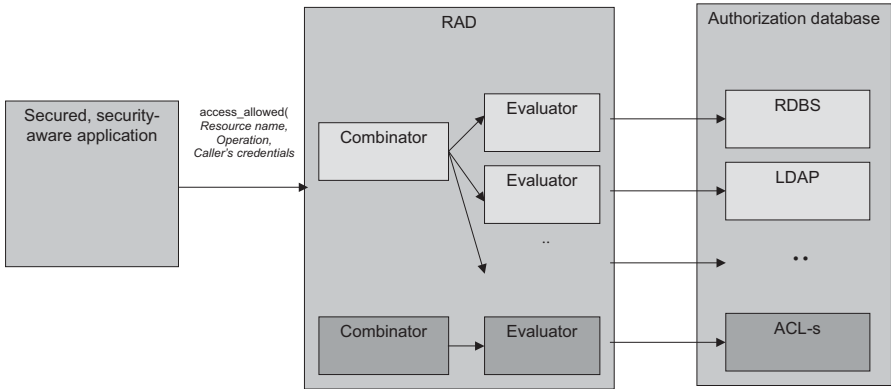 Secured, security-
aware application
access_allowed(
Resource name,
Operation,
Caller's credentials
RAD
Combinator
Evaluator
Evaluator
..
Combinator
Evaluator
Authorization database
RDBS
LDAP
..
ACL-s